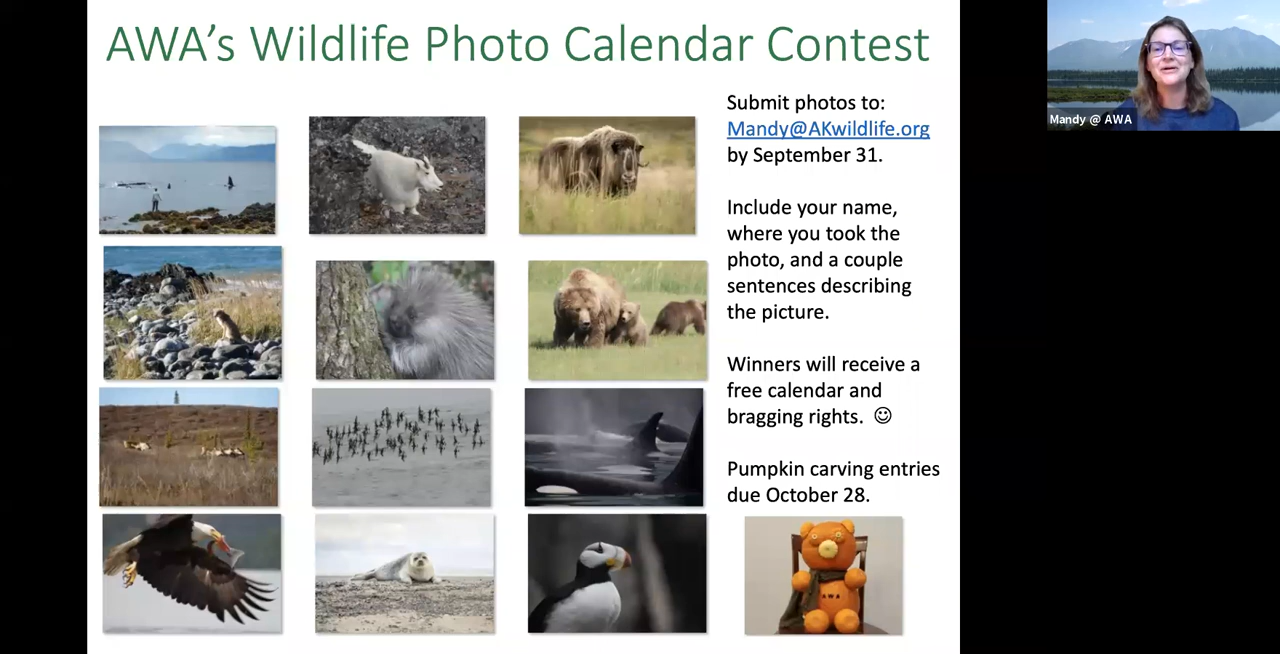 AWA’s Wildlife Photo Calendar Contest
Submit photos to:
Mandy@AKwildlife.org
by September 31.
Include your name,
where you took the
photo, and a couple
sentences describing
the picture.
Winners will receive a
free calendar and
bragging rights. ☺
Pumpkin carving entries
due October 28.
AWA
Mandy @ AWA